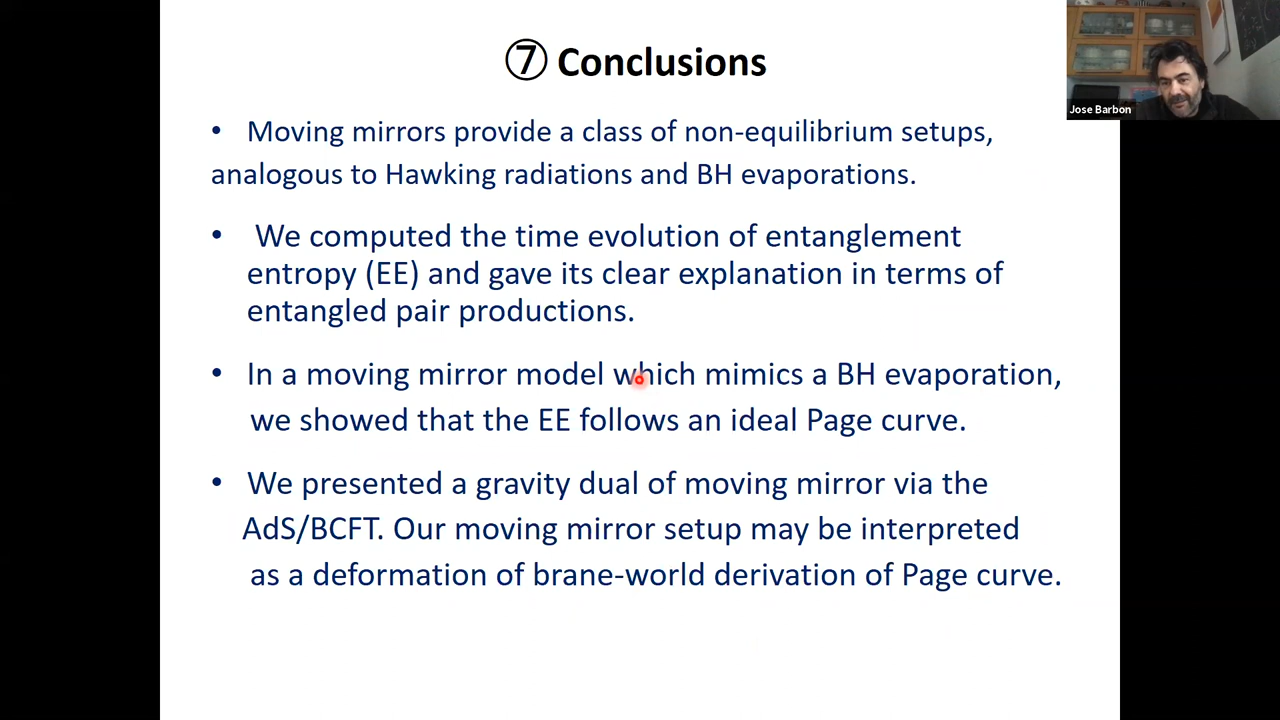 ⑦ Conclusions
Jose Barbon
• Moving mirrors provide a class of non-equilibrium setups,
analogous to Hawking radiations and BH evaporations.
• We computed the time evolution of entanglement
entropy (EE) and gave its clear explanation in terms of
entangled pair productions.
• In a moving mirror model which mimics a BH evaporation,
we showed that the EE follows an ideal Page curve.
• We presented a gravity dual of moving mirror via the
AdS/BCFT. Our moving mirror setup may be interpreted
as a deformation of brane-world derivation of Page curve.